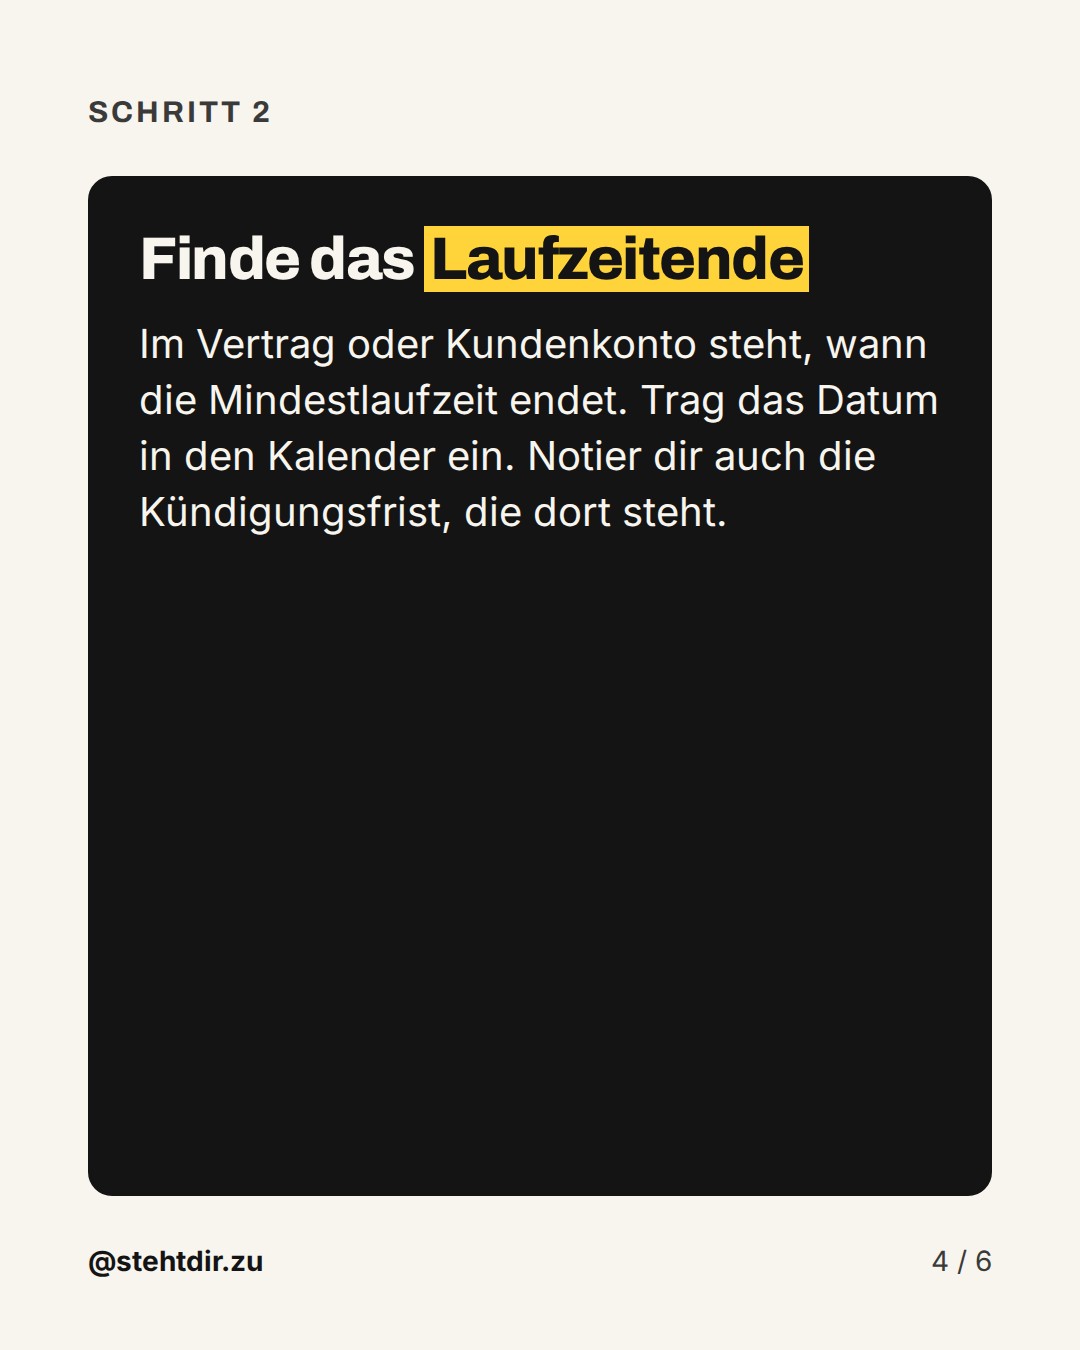 SCHRITT 2
Finde das Laufzeitende
Im Vertrag oder Kundenkonto steht, wann
die Mindestlaufzeit endet. Trag das Datum
in den Kalender ein. Notier dir auch die
Kündigungsfrist, die dort steht.
@stehtdir.zu
4 / 6